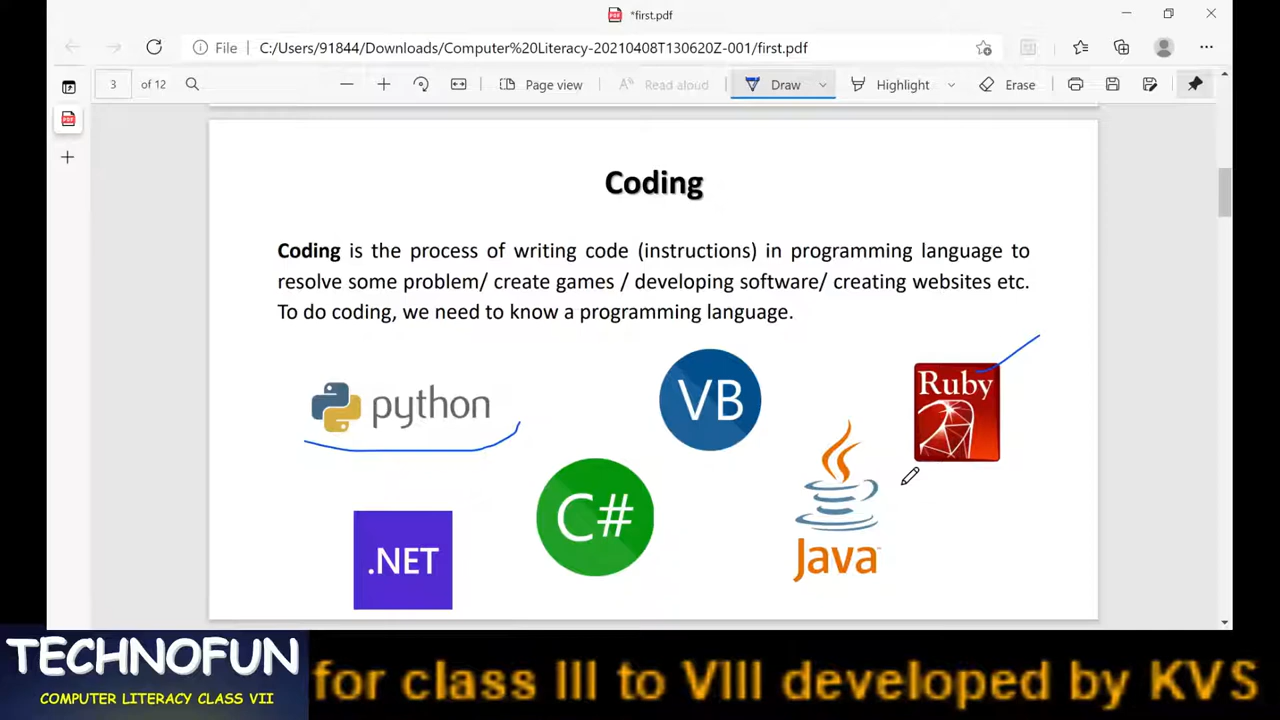 *first.pdf
File
C:/Users/91844/Downloads/Computer%20Literacy-20210408T130620Z-001/first.pdf
3 of 12
Page view
Read aloud
Draw
Highlight
Erase
Coding
Coding is the process of writing code (instructions) in programming language to
resolve some problem/ create games / developing software/ creating websites etc.
To do coding, we need to know a programming language.
python
VB
Ruby
.NET
C#
Java
TECHNOFUN
COMPUTER LITERACY CLASS VII
for class III to VIII developed by KVS